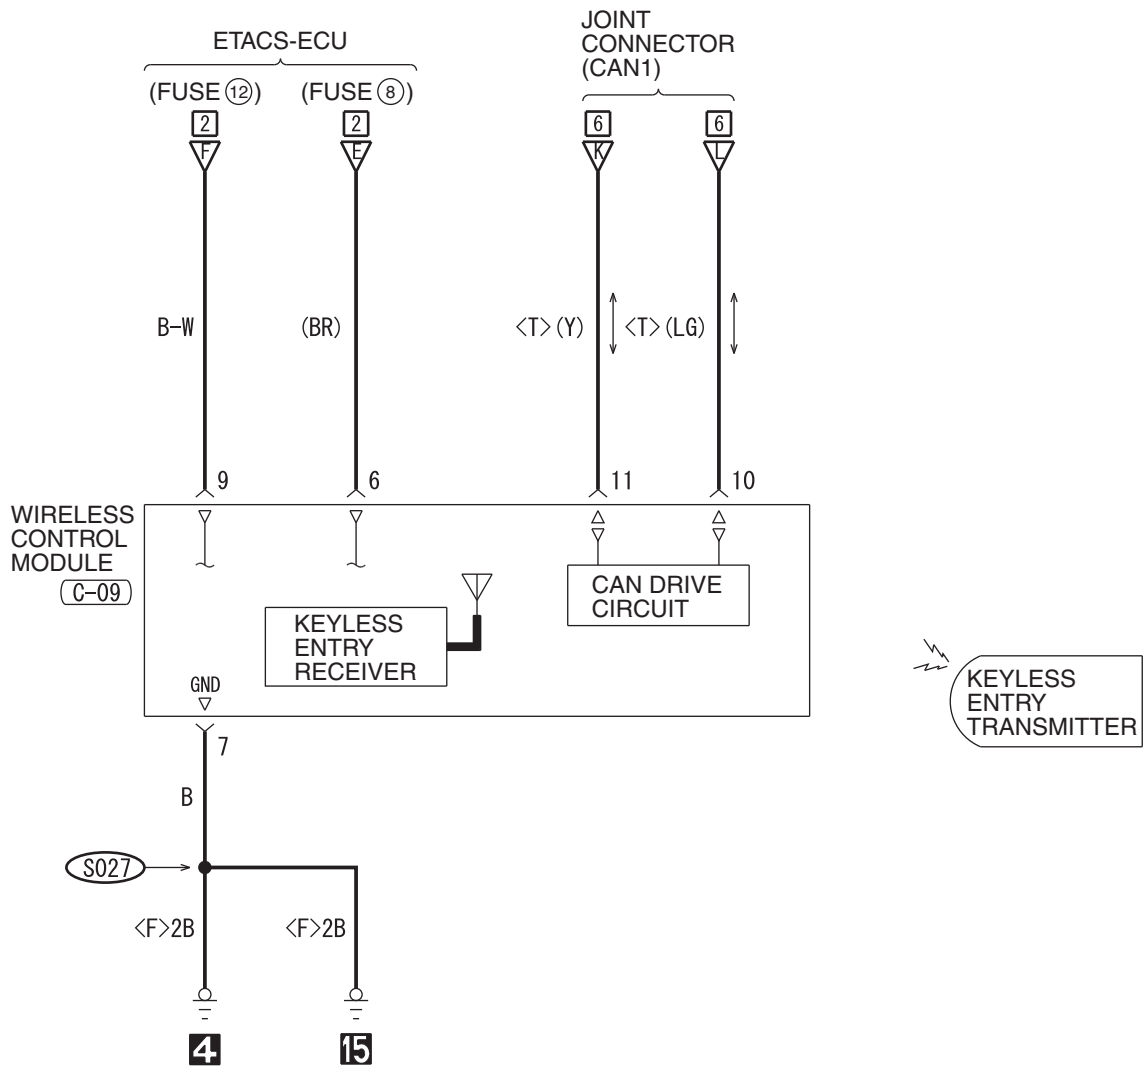 ETACS-ECU
JOINT
CONNECTOR
(CAN1)
(FUSE 12)
(FUSE 8)
2
2
6
6
F
E
K
L
B-W
(BR)
<T>(Y)
<T>(LG)
9
6
11
10
WIRELESS
CONTROL
MODULE
C-09
CAN DRIVE
CIRCUIT
KEYLESS
ENTRY
RECEIVER
KEYLESS
ENTRY
TRANSMITTER
GND
7
B
S027
<F>2B
<F>2B
4
15